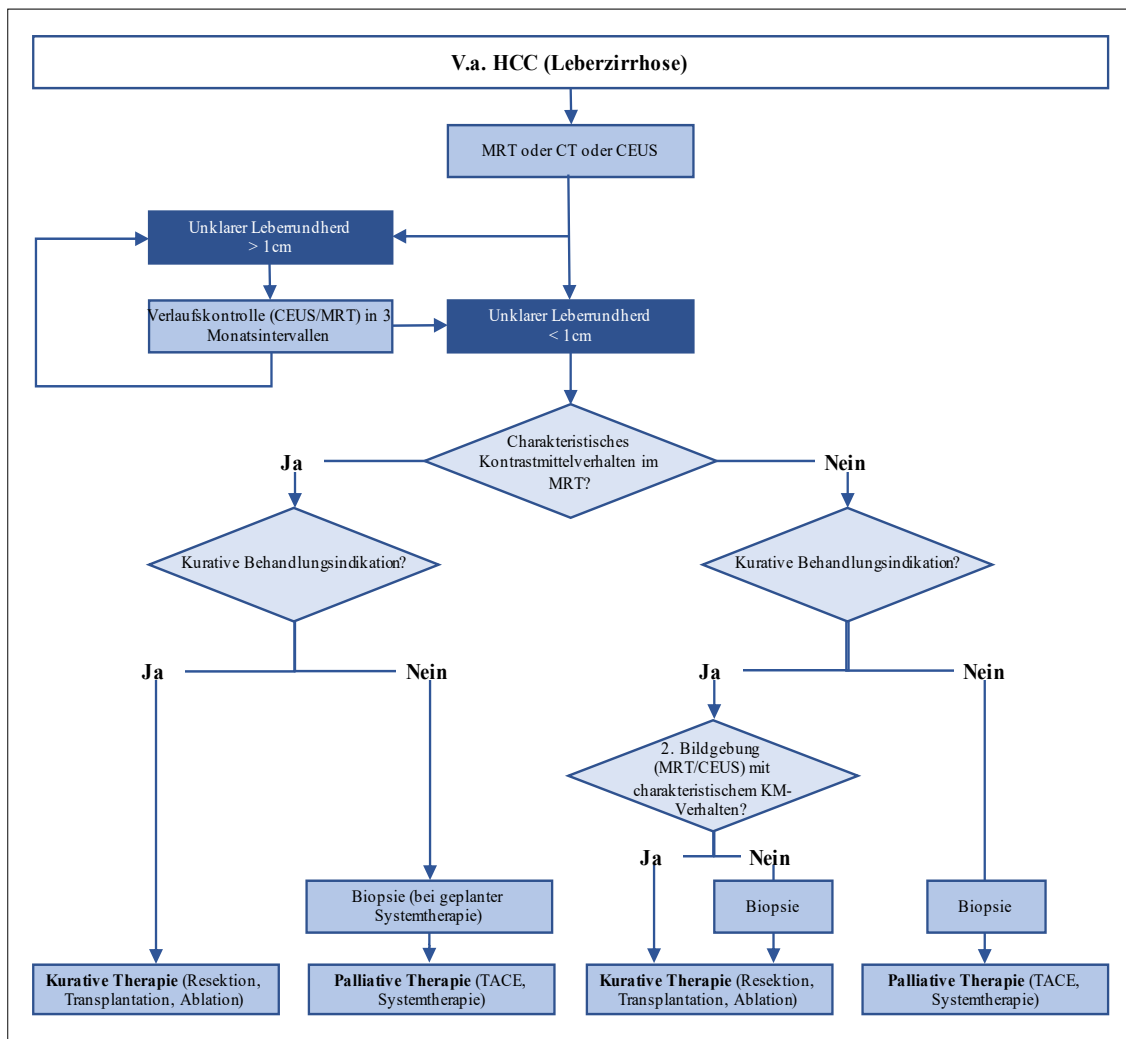 V.a. HCC (Leberzirrhose)
MRT oder CT oder CEUS
Unklarer Leberrundherd
> 1cm
Verlaufskontrolle (CEUS/MRT) in 3
Monatsintervallen
Unklarer Leberrundherd
< 1cm
Charakteristisches
Kontrastmittelverhalten im
MRT?
Ja
Nein
Kurative Behandlungsindikation?
Kurative Behandlungsindikation?
Ja
Nein
Ja
Nein
2. Bildgebung
(MRT/CEUS) mit
charakteristischem KM-
Verhalten?
Ja
Nein
Biopsie (bei geplanter
Systemtherapie)
Biopsie
Biopsie
Kurative Therapie (Resektion,
Transplantation, Ablation)
Palliative Therapie (TACE,
Systemtherapie)
Kurative Therapie (Resektion,
Transplantation, Ablation)
Palliative Therapie (TACE,
Systemtherapie)